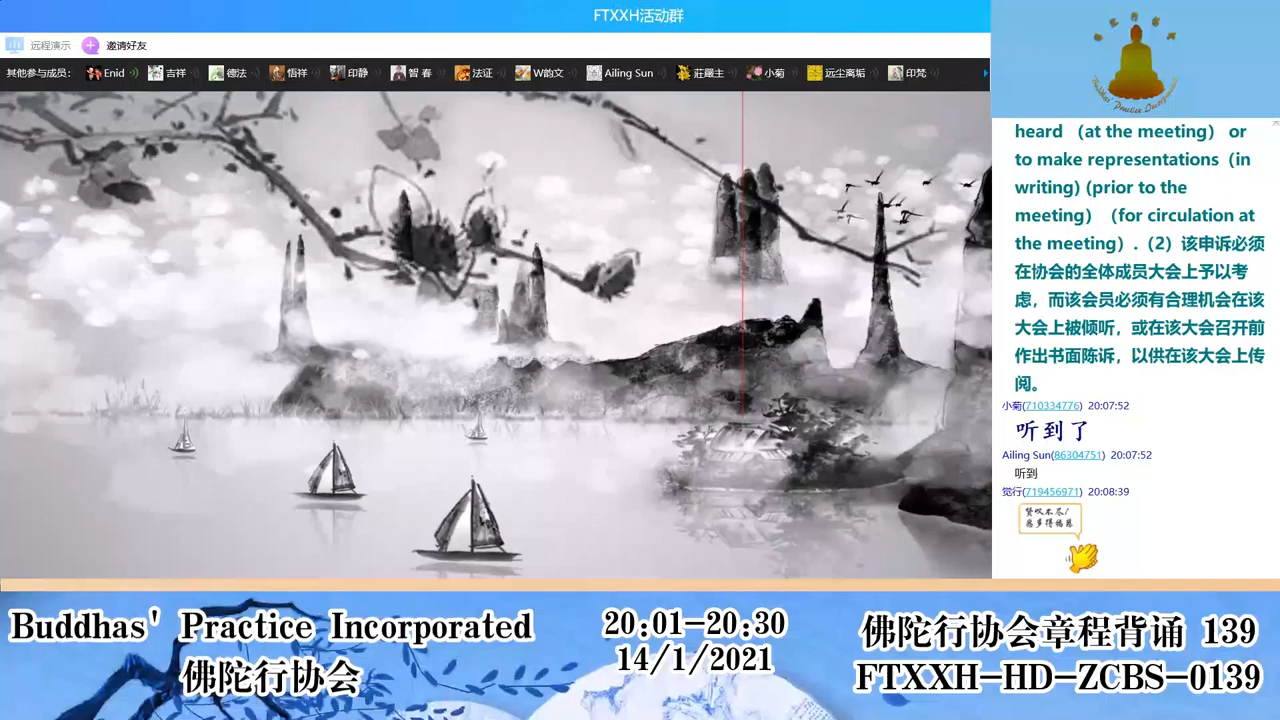 FTXXH活动群
远程演示 邀请好友
其他参与成员: Enid 吉祥 德法 悟祥 印静 智 春 法证 W韵文 Ailing Sun 莊嚴主 小菊 远尘离垢 印梵
Buddhas' Practice Incorporated
heard （at the meeting） or
to make representations（in
writing) (prior to the
meeting）（for circulation at
the meeting）.（2）该申诉必须
在协会的全体成员大会上予以考
虑，而该会员必须有合理机会在该
大会上被倾听，或在该大会召开前
作出书面陈诉，以供在该大会上传
阅。
小菊(710334776) 20:07:52
听到了
Ailing Sun(86304751) 20:07:52
听到
觉行(719456971) 20:08:39
赞叹不尽!
愿多得福慧
Buddhas' Practice Incorporated
佛陀行协会
20:01-20:30
14/1/2021
佛陀行协会章程背诵 139
FTXXH-HD-ZCBS-0139